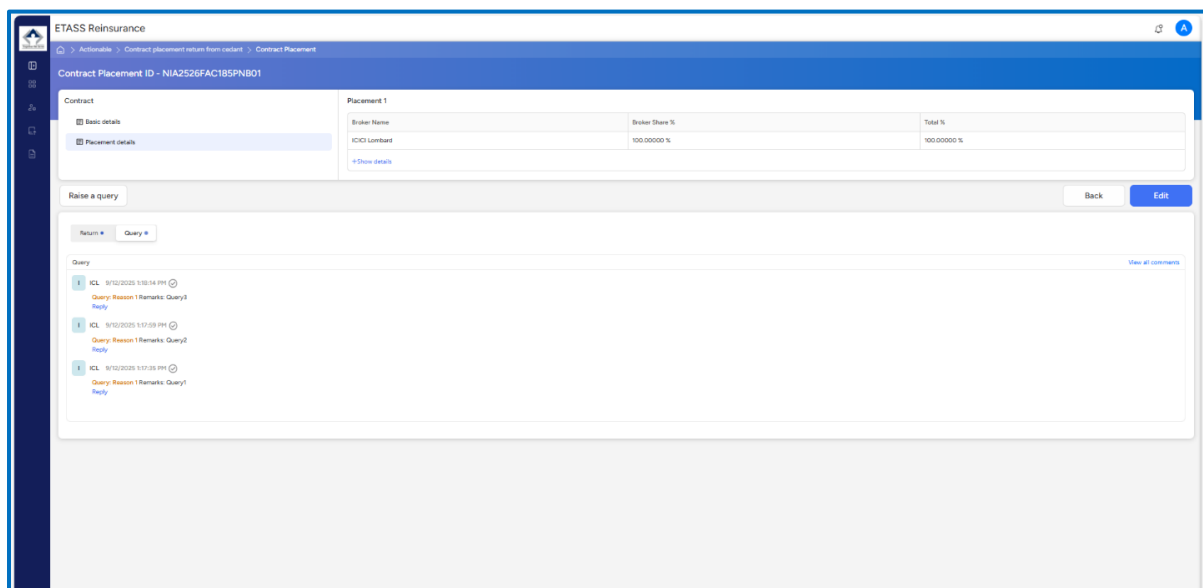 ETASS Reinsurance
A
> Actionable > Contract placement return from cedant > Contract Placement
Contract Placement ID - NIA2526FAC185PNB01
Contract
Basic details
Placement details
Placement 1
Broker Name Broker Share % Total %
ICICI Lombard 100.00000 % 100.00000 %
+Show details
Raise a query
Back
Edit
Return
Query
Query
View all comments
I ICL 9/12/2025 1:18:14 PM
Query: Reason 1 Remarks: Query3
Reply
I ICL 9/12/2025 1:17:59 PM
Query: Reason 1 Remarks: Query2
Reply
I ICL 9/12/2025 1:17:35 PM
Query: Reason 1 Remarks: Query1
Reply